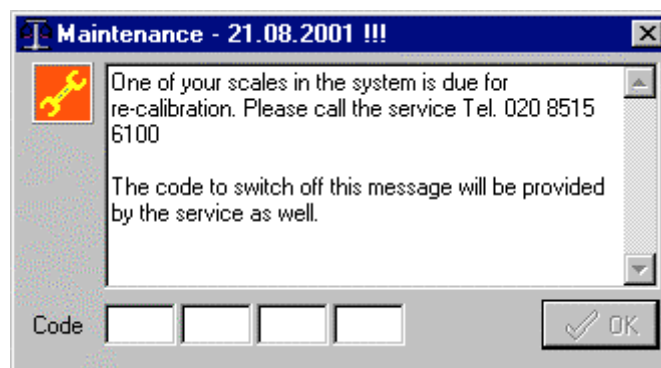 Maintenance - 21.08.2001 !!!
One of your scales in the system is due for
re-calibration. Please call the service Tel. 020 8515
6100
The code to switch off this message will be provided
by the service as well.
Code
OK